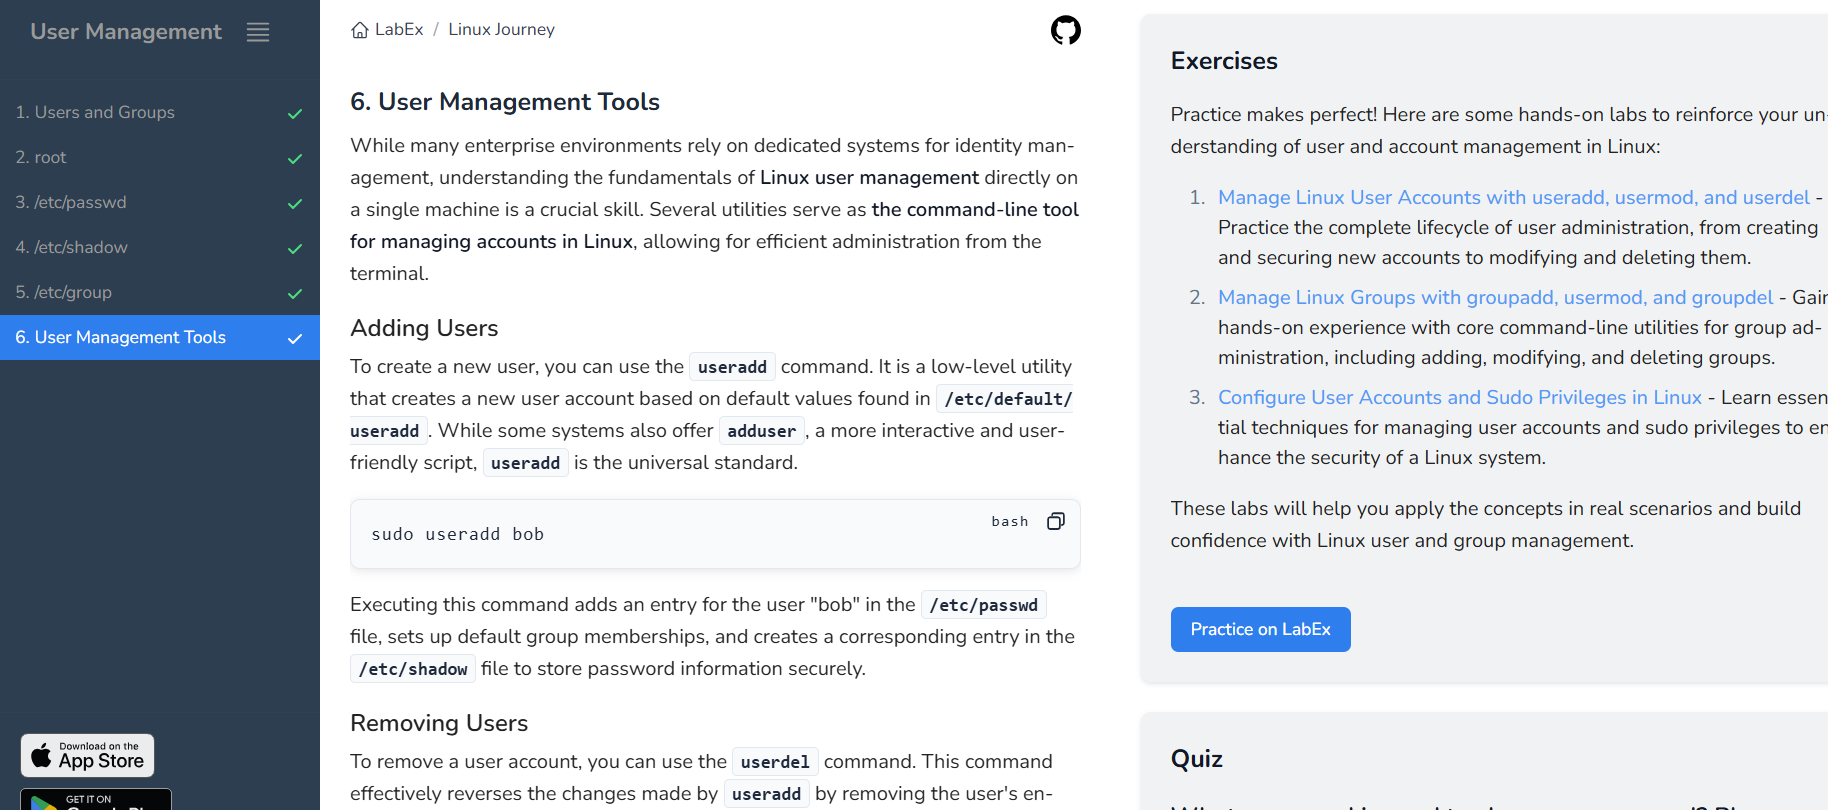 User Management
1. Users and Groups
2. root
3. /etc/passwd
4. /etc/shadow
5. /etc/group
6. User Management Tools
Download on the
App Store
GET IT ON
LabEx / Linux Journey
6. User Management Tools
While many enterprise environments rely on dedicated systems for identity man-
agement, understanding the fundamentals of Linux user management directly on
a single machine is a crucial skill. Several utilities serve as the command-line tool
for managing accounts in Linux, allowing for efficient administration from the
terminal.
Adding Users
To create a new user, you can use the useradd command. It is a low-level utility
that creates a new user account based on default values found in /etc/default/
useradd. While some systems also offer adduser, a more interactive and user-
friendly script, useradd is the universal standard.
bash
sudo useradd bob
Executing this command adds an entry for the user "bob" in the /etc/passwd
file, sets up default group memberships, and creates a corresponding entry in the
/etc/shadow file to store password information securely.
Removing Users
To remove a user account, you can use the userdel command. This command
effectively reverses the changes made by useradd by removing the user's en-
Exercises
Practice makes perfect! Here are some hands-on labs to reinforce your un-
derstanding of user and account management in Linux:
1. Manage Linux User Accounts with useradd, usermod, and userdel -
Practice the complete lifecycle of user administration, from creating
and securing new accounts to modifying and deleting them.
2. Manage Linux Groups with groupadd, usermod, and groupdel - Gain
hands-on experience with core command-line utilities for group ad-
ministration, including adding, modifying, and deleting groups.
3. Configure User Accounts and Sudo Privileges in Linux - Learn essen
tial techniques for managing user accounts and sudo privileges to en
hance the security of a Linux system.
These labs will help you apply the concepts in real scenarios and build
confidence with Linux user and group management.
Practice on LabEx
Quiz